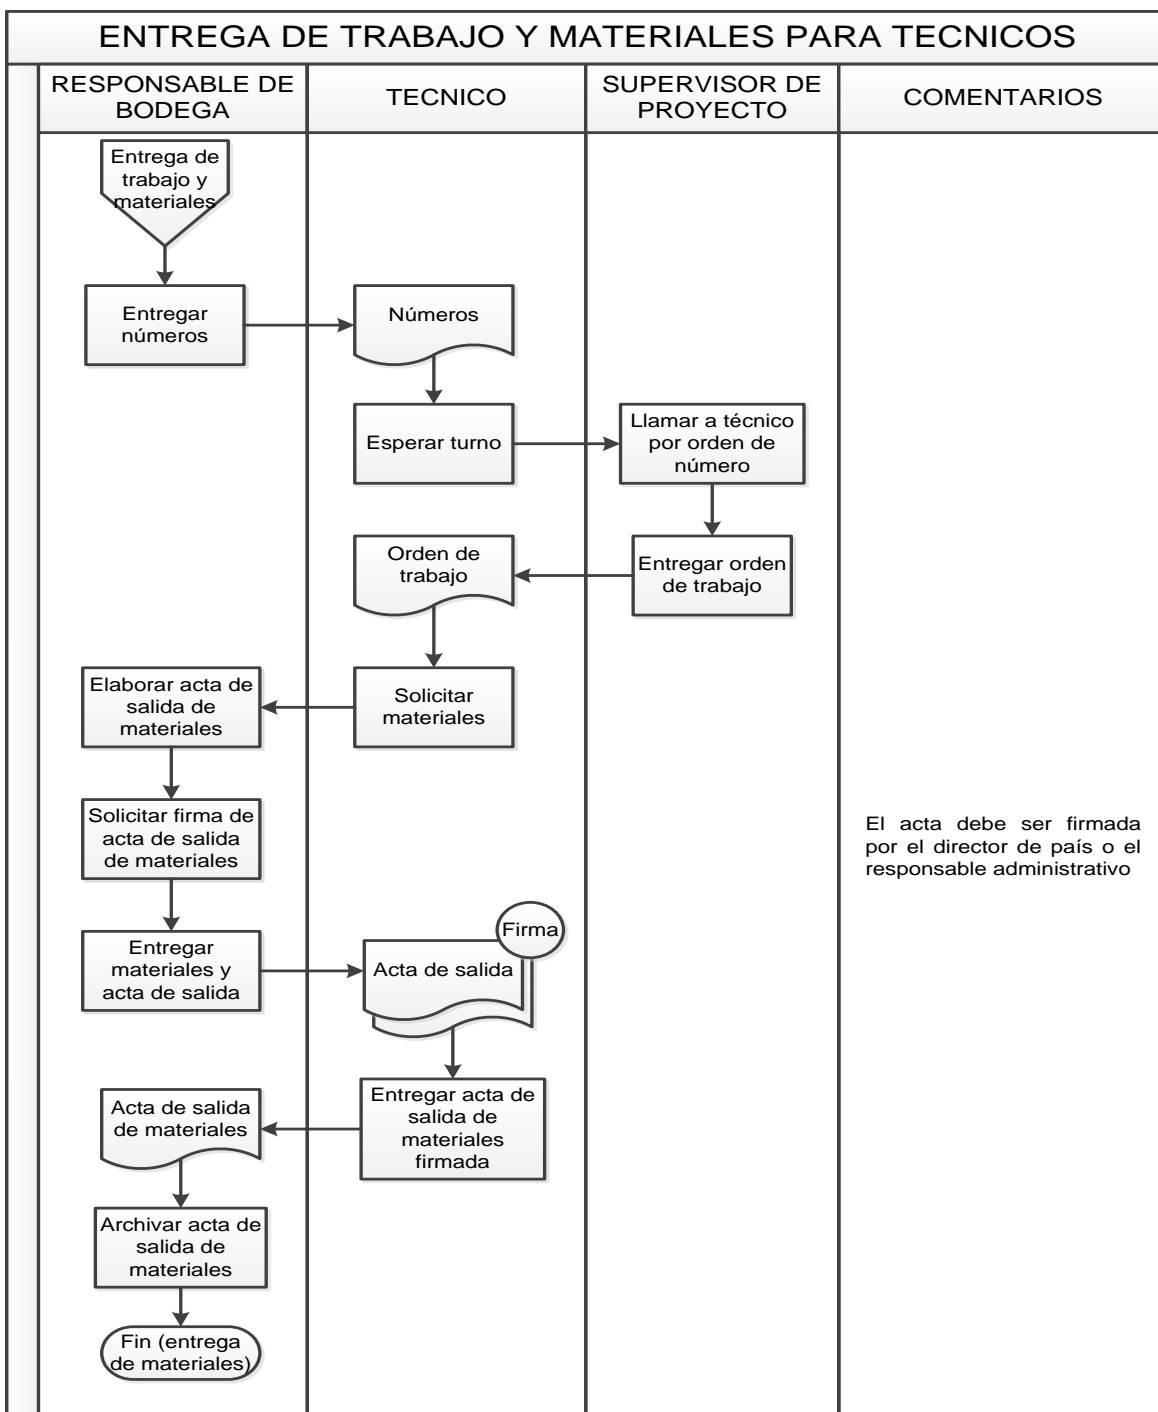 ENTREGA DE TRABAJO Y MATERIALES PARA TECNICOS
RESPONSABLE DE
BODEGA
TECNICO
SUPERVISOR DE
PROYECTO
COMENTARIOS
Entrega de
trabajo y
materiales
Entregar
números
Números
Esperar turno
Llamar a técnico
por orden de
número
Entregar orden
de trabajo
Orden de
trabajo
Solicitar
materiales
Elaborar acta de
salida de
materiales
Solicitar firma de
acta de salida
de materiales
El acta debe ser firmada
por el director de país o el
responsable administrativo
Entregar
materiales y
acta de salida
Firma
Acta de salida
Entregar acta de
salida de
materiales
firmada
Acta de salida
de materiales
Archivar acta de
salida de
materiales
Fin (entrega
de materiales)